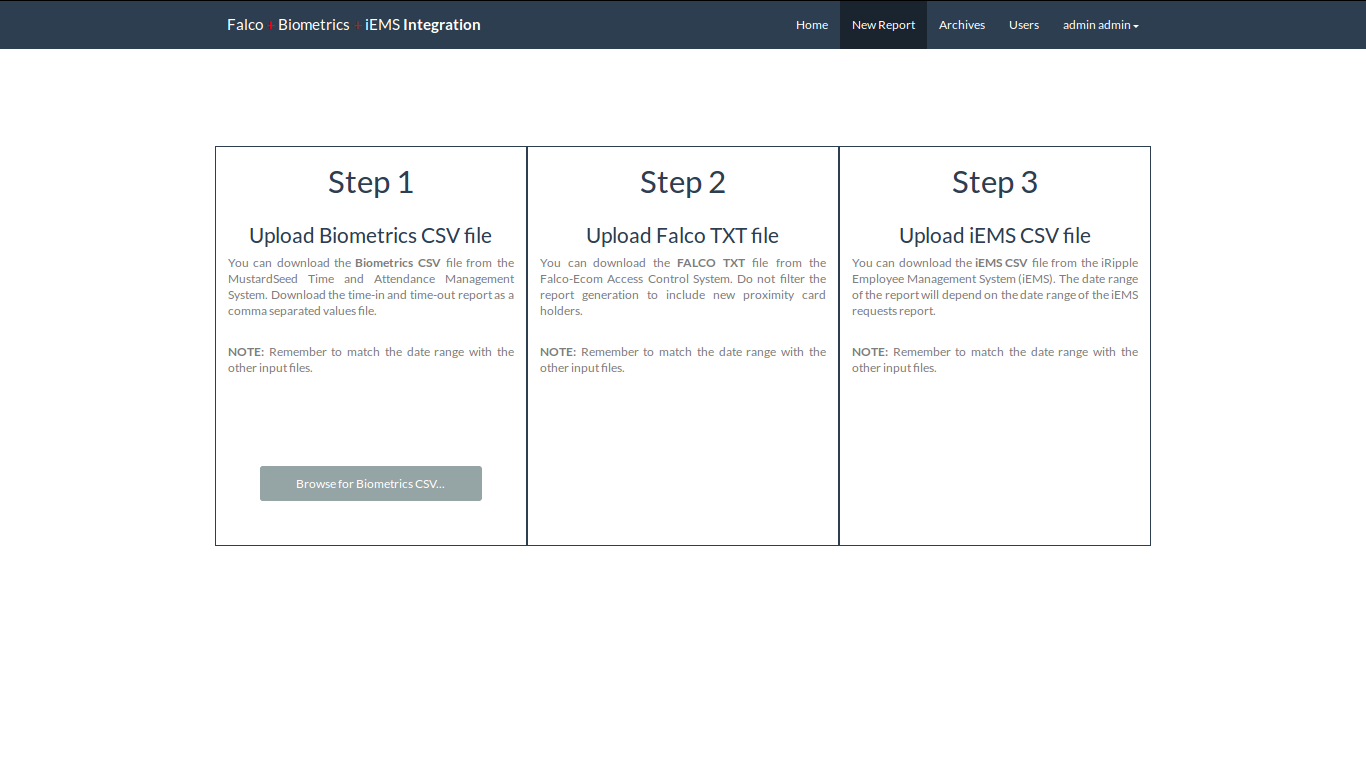 Falco + Biometrics + iEMS Integration
Home New Report Archives Users admin admin
Step 1
Upload Biometrics CSV file
You can download the Biometrics CSV file from the
MustardSeed Time and Attendance Management
System. Download the time-in and time-out report as a
comma separated values file.
NOTE: Remember to match the date range with the
other input files.
Browse for Biometrics CSV...
Step 2
Upload Falco TXT file
You can download the FALCO TXT file from the
Falco-Ecom Access Control System. Do not filter the
report generation to include new proximity card
holders.
NOTE: Remember to match the date range with the
other input files.
Step 3
Upload iEMS CSV file
You can download the iEMS CSV file from the iRipple
Employee Management System (iEMS). The date range
of the report will depend on the date range of the iEMS
requests report.
NOTE: Remember to match the date range with the
other input files.